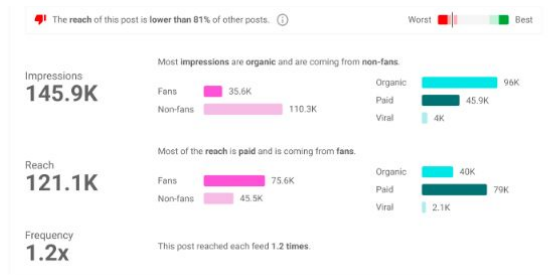 The reach of this post is lower than 81% of other posts.
Worst Best
Most impressions are organic and are coming from non-fans.
Impressions
145.9K
Fans 35.6K
Non-fans 110.3K
Organic 96K
Paid 45.9K
Viral 4K
Most of the reach is paid and is coming from fans.
Reach
121.1K
Fans 75.6K
Non-fans 45.5K
Organic 40K
Paid 79K
Viral 2.1K
Frequency
1.2x
This post reached each feed 1.2 times.